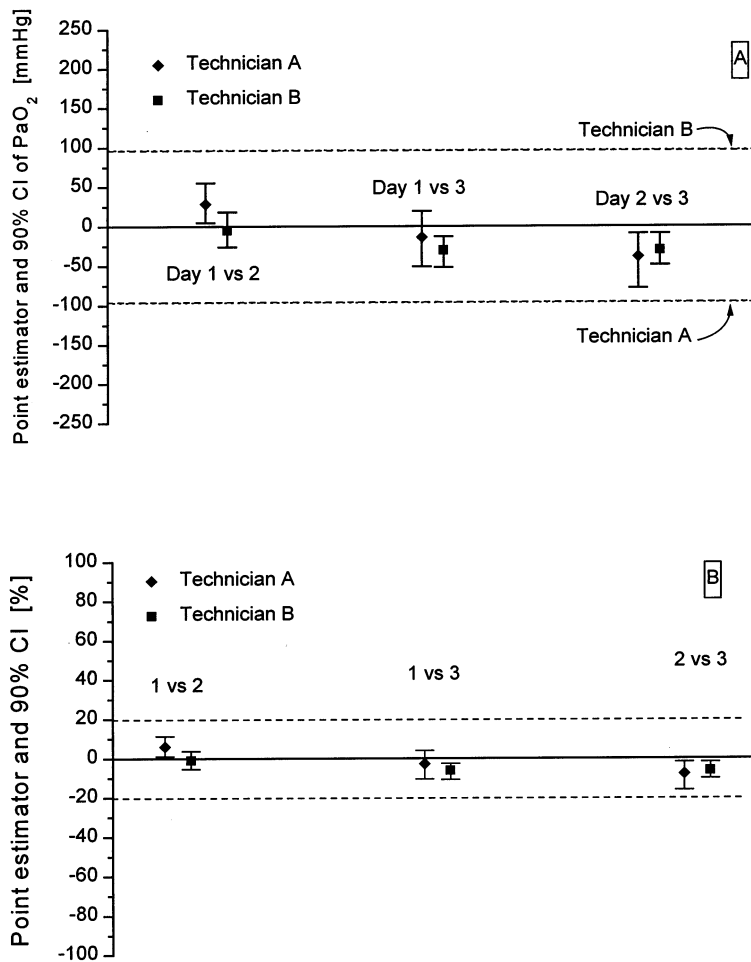 Point estimator and 90% CI of PaO2 [mmHg]
250
200
150
100
50
0
-50
-100
-150
-200
-250
Technician A
Technician B
A
Technician B
Day 1 vs 3
Day 2 vs 3
Day 1 vs 2
Technician A
Point estimator and 90% CI [%]
100
80
60
40
20
0
-20
-40
-60
-80
-100
Technician A
Technician B
B
1 vs 2
1 vs 3
2 vs 3